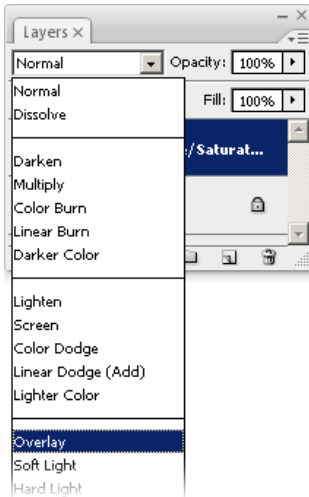 Layers ×
Normal Opacity: 100%
Normal Fill: 100%
Dissolve
/Saturat...
Darken
Multiply
Color Burn
Linear Burn
Darker Color
Lighten
Screen
Color Dodge
Linear Dodge (Add)
Lighter Color
Overlay
Soft Light
Hard Light